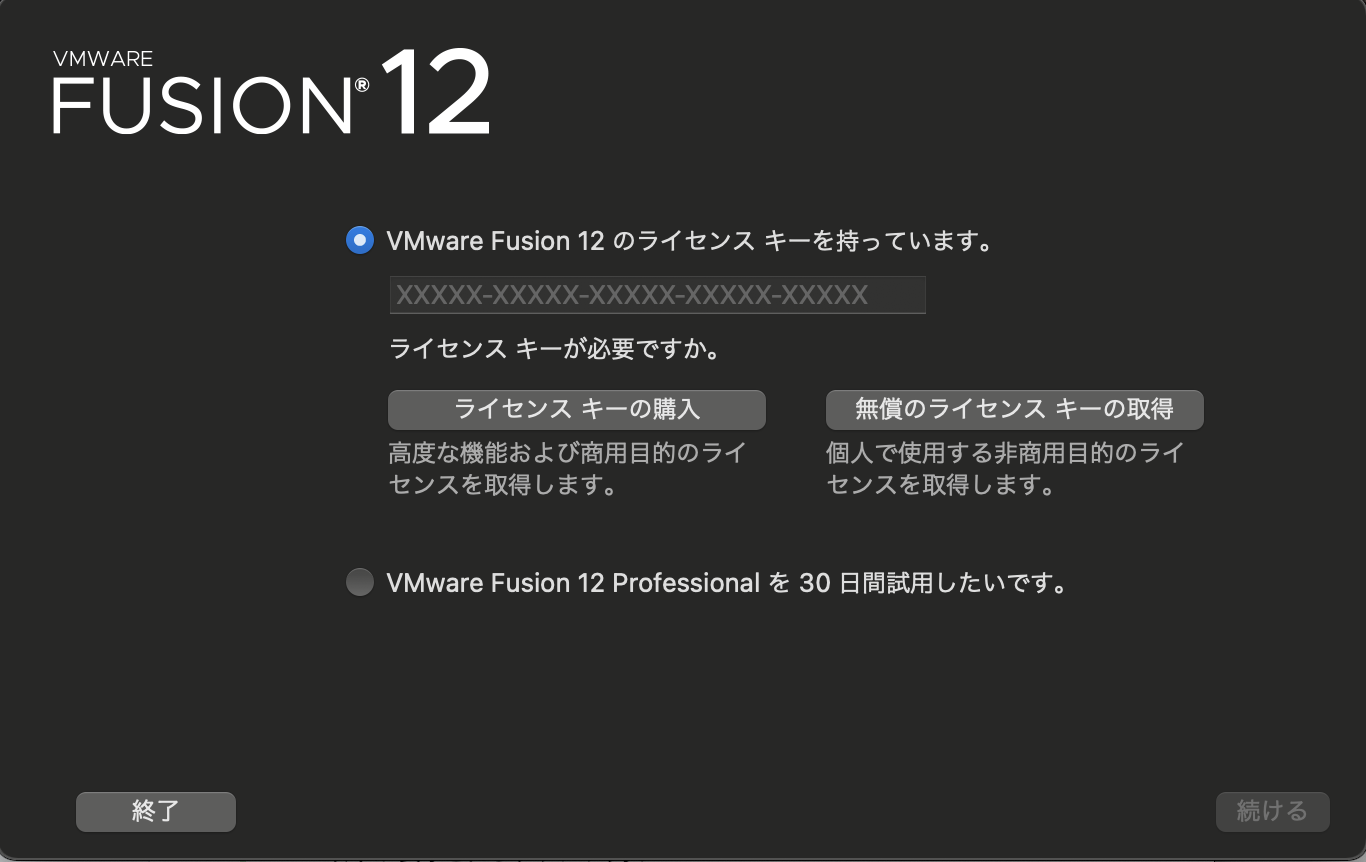 VMWARE
FUSION® 12
VMware Fusion 12 のライセンス キーを持っています。
XXXXX-XXXXX-XXXXX-XXXXX-XXXXX
ライセンス キーが必要ですか。
ライセンス キーの購入
高度な機能および商用目的のライ
センスを取得します。
無償のライセンス キーの取得
個人で使用する非商用目的のライ
センスを取得します。
VMware Fusion 12 Professional を 30 日間試用したいです。
終了
続ける